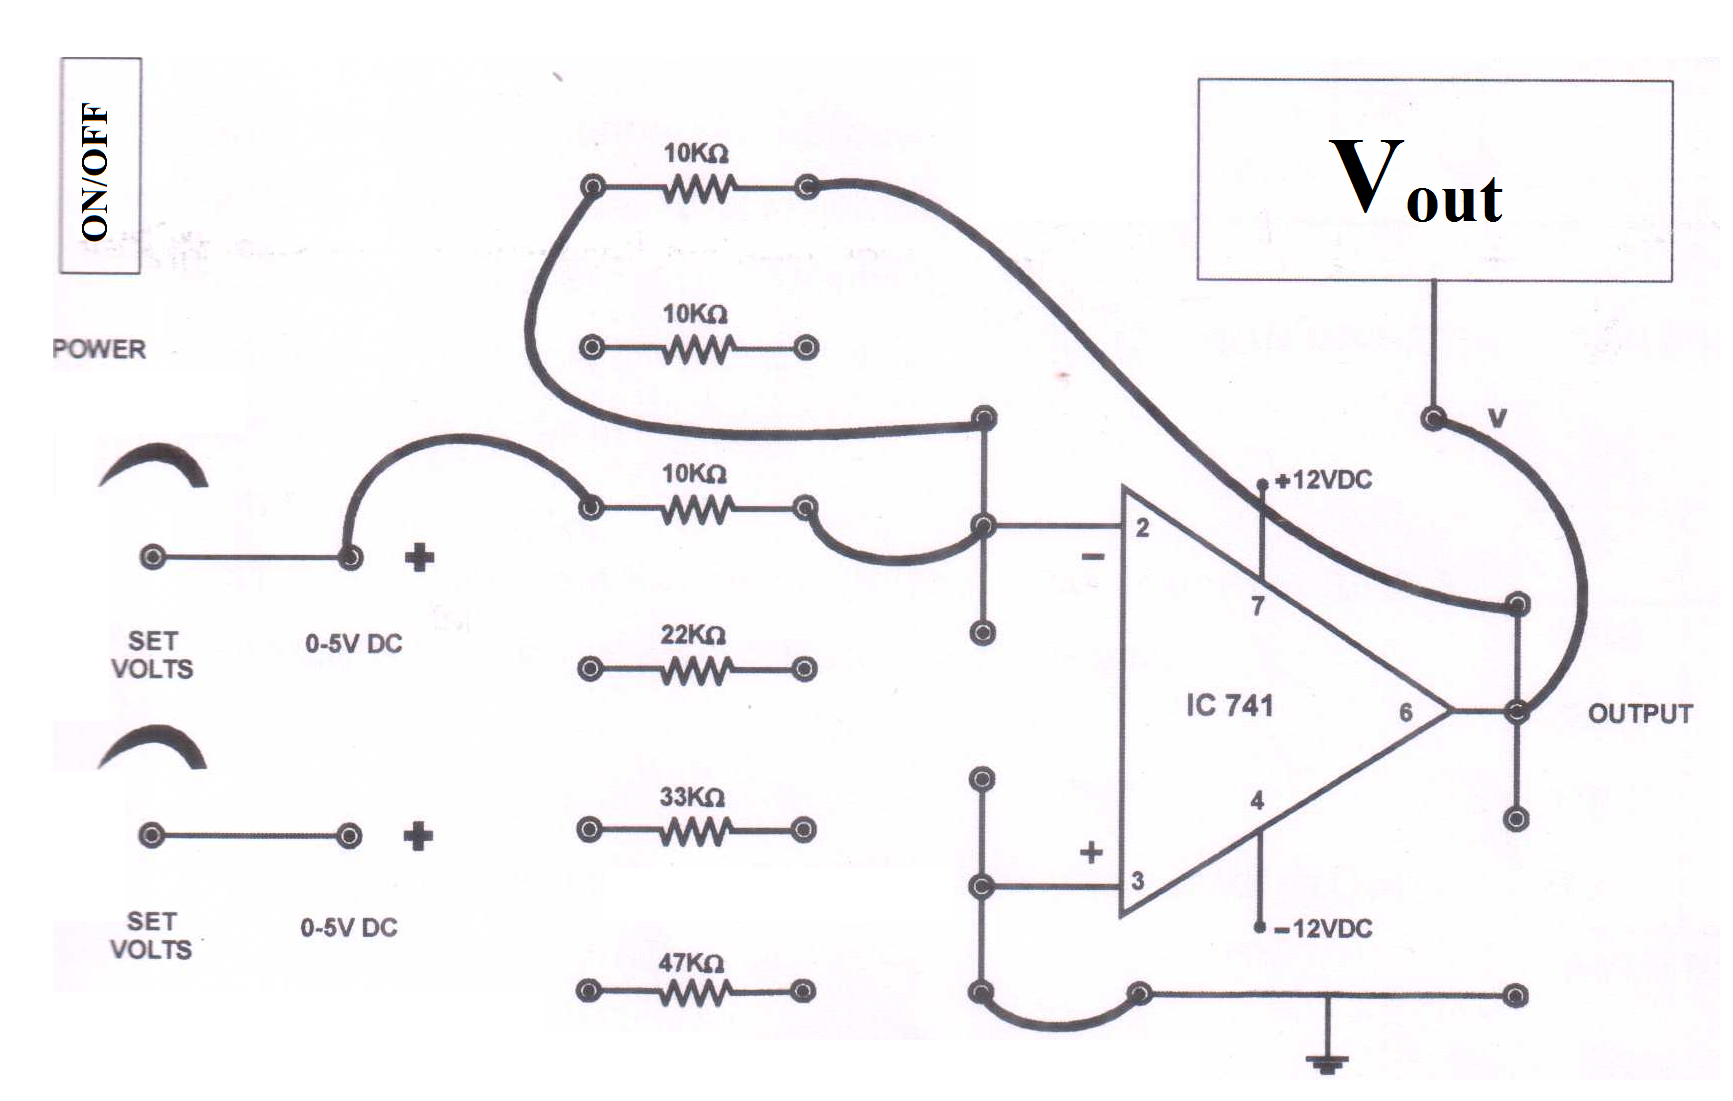 ON/OFF
POWER
10KΩ
Vout
10KΩ
V
10KΩ
+12VDC
+
2
−
7
SET
VOLTS
0-5V DC
22KΩ
IC 741
6
OUTPUT
33KΩ
4
+
+
3
SET
VOLTS
0-5V DC
−12VDC
47KΩ